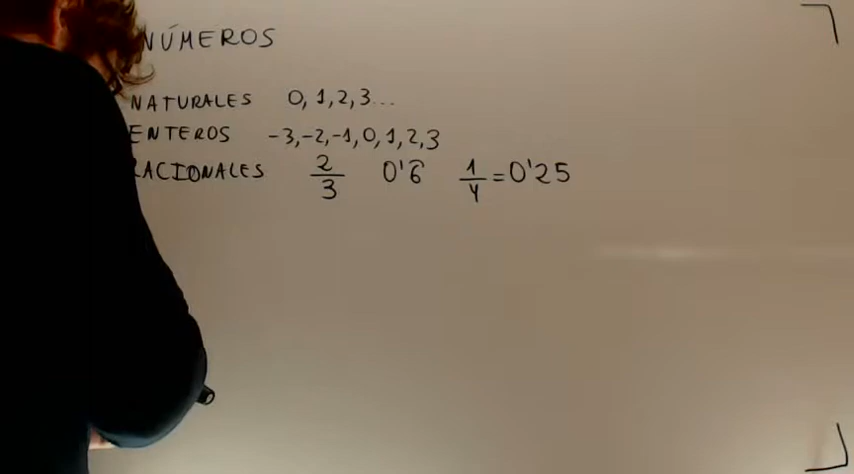 NÚMEROS
NATURALES 0, 1, 2, 3...
ENTEROS -3, -2, -1, 0, 1, 2, 3
RACIONALES 2/3 0'6̂ 1/4 = 0'25